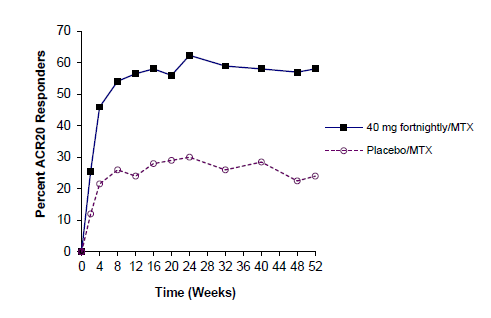 Percent ACR20 Responders
70
60
50
40
30
20
10
0
0 4 8 12 16 20 24 28 32 36 40 44 48 52
Time (Weeks)
40 mg fortnightly/MTX
Placebo/MTX